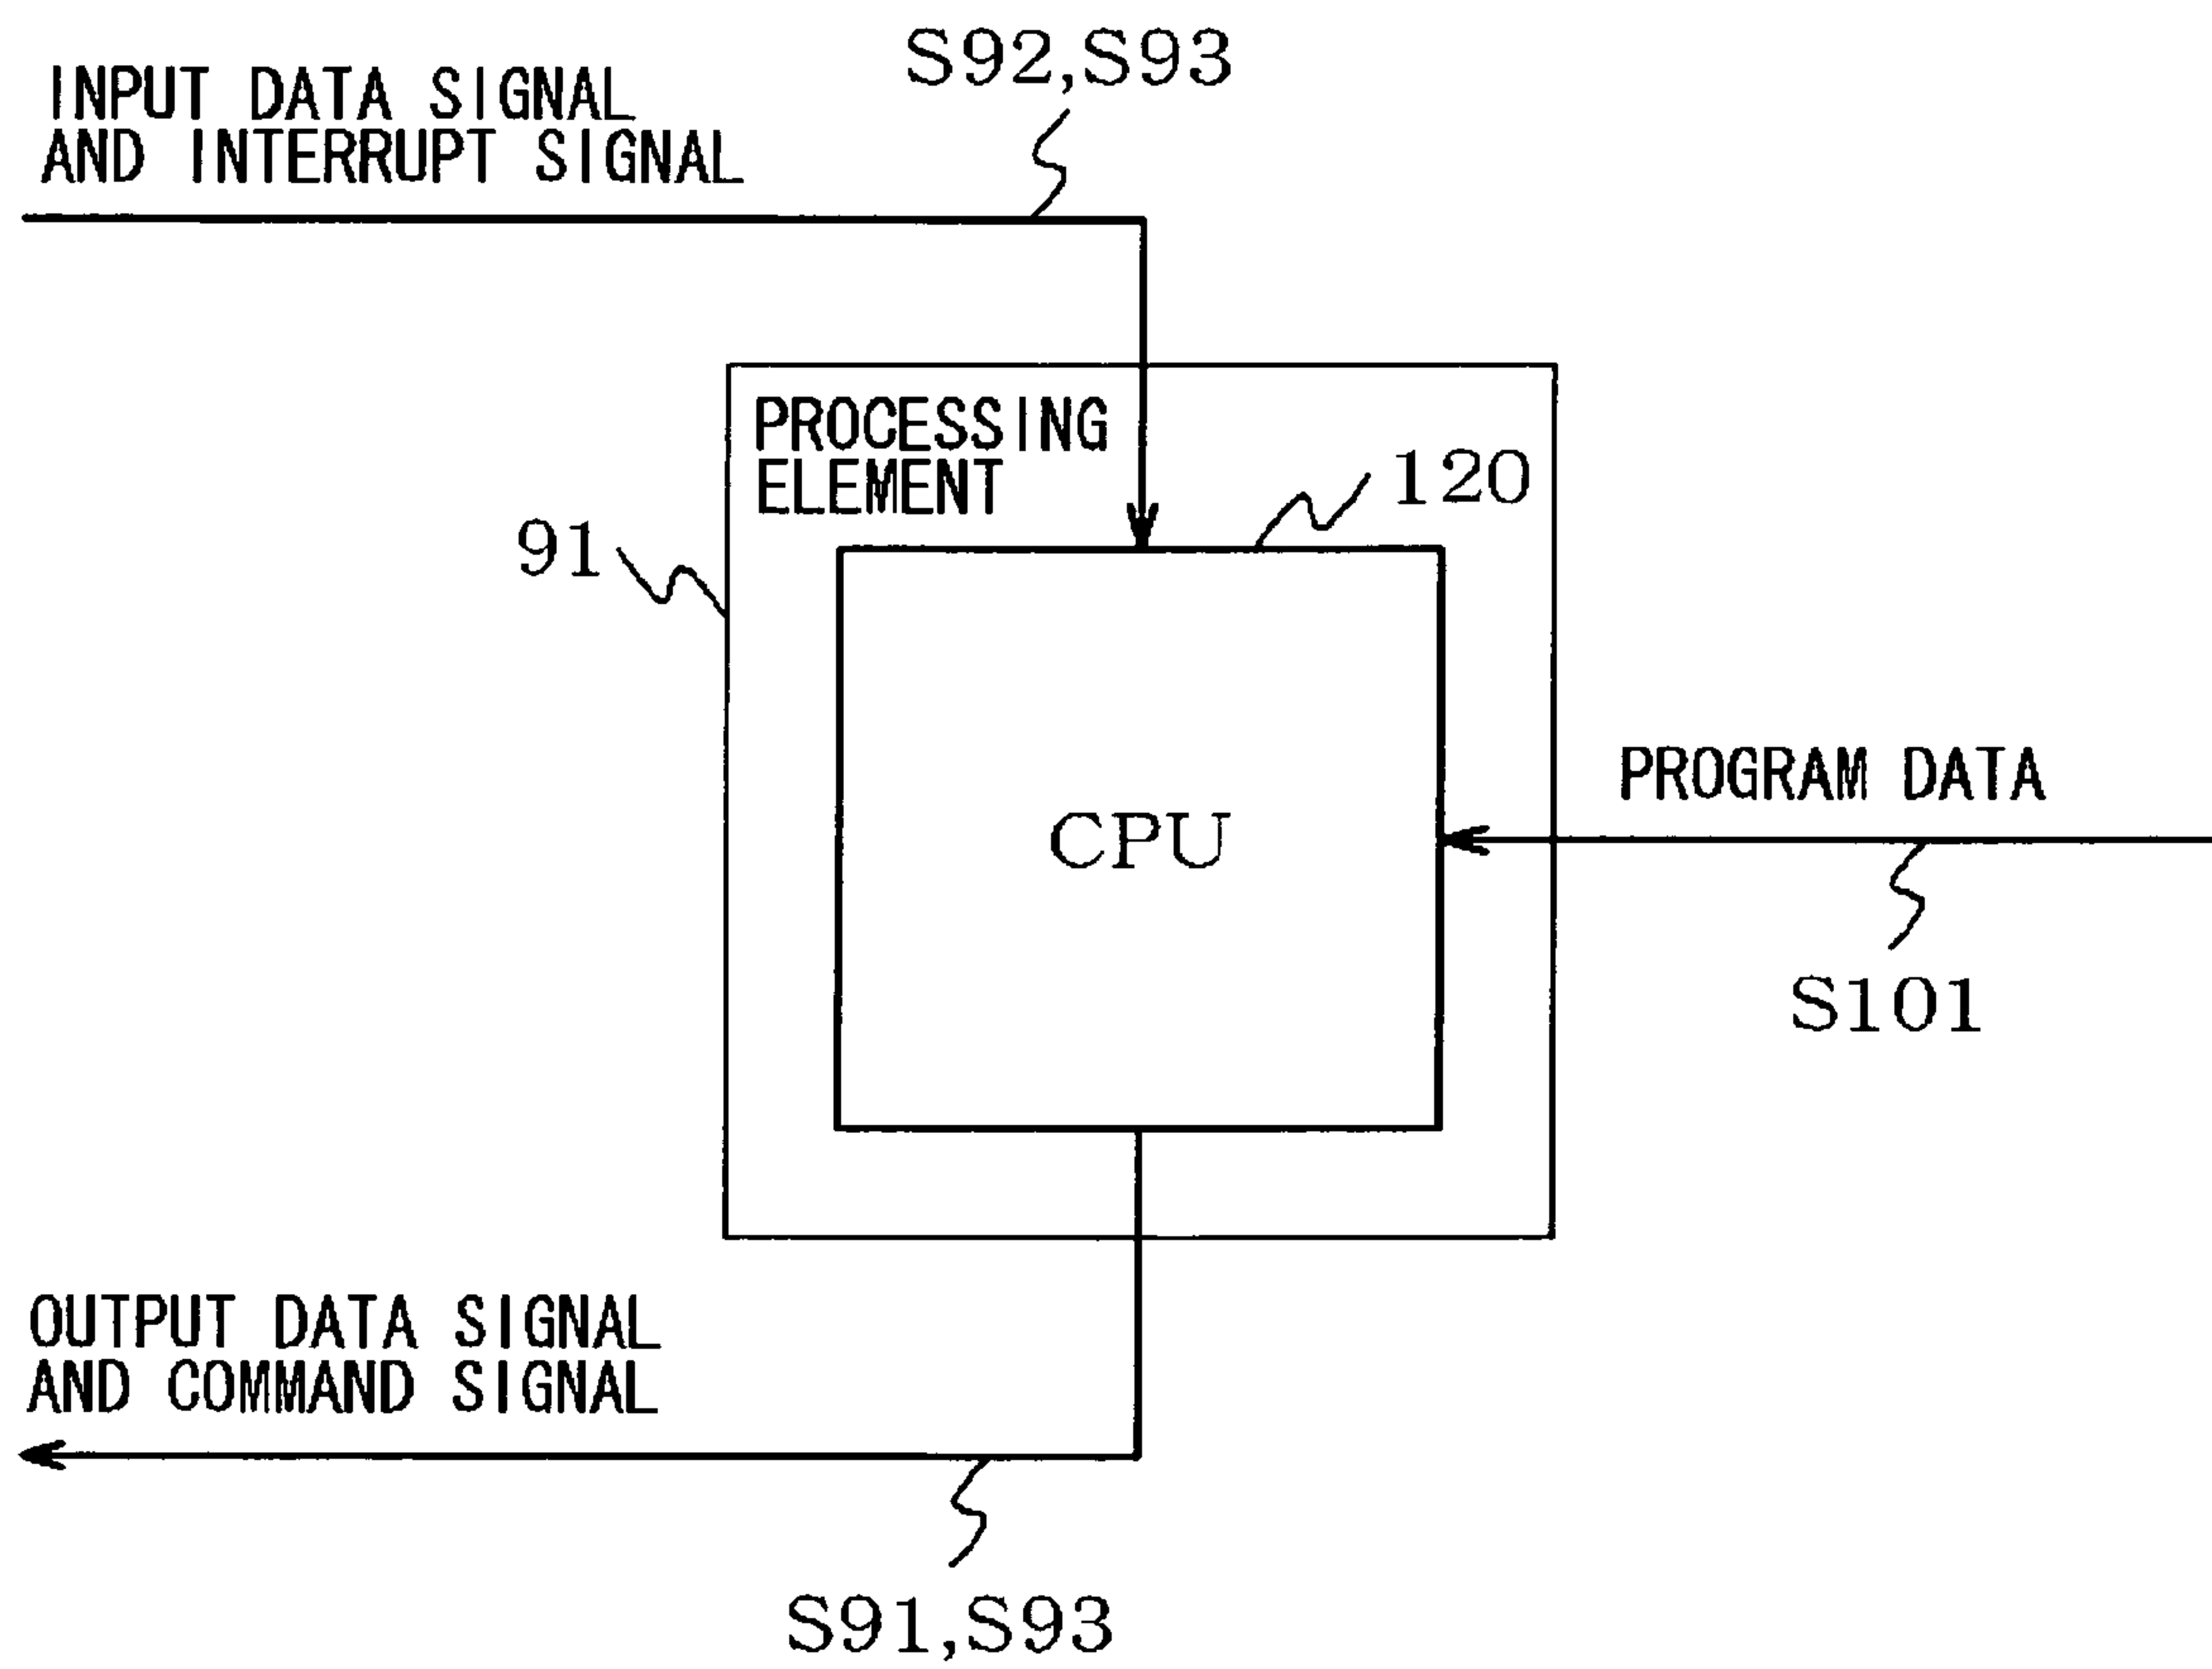 S92,S93
INPUT DATA SIGNAL
AND INTERRUPT SIGNAL
PROCESSING
ELEMENT
120
91
PROGRAM DATA
CPU
S101
OUTPUT DATA SIGNAL
AND COMMAND SIGNAL
S91,S93